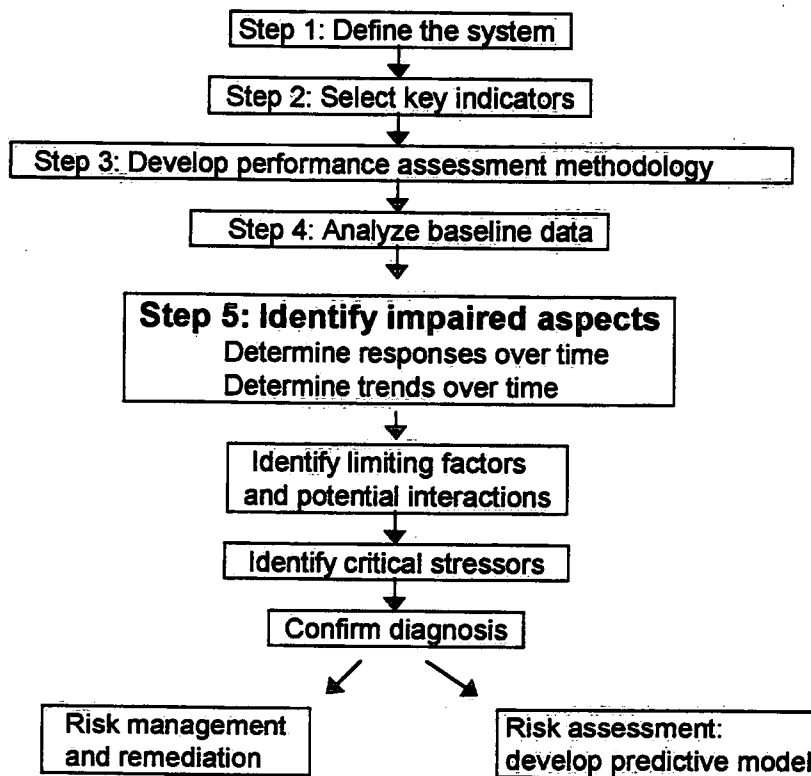 Step 1: Define the system
Step 2: Select key indicators
Step 3: Develop performance assessment methodology
Step 4: Analyze baseline data
Step 5: Identify impaired aspects
Determine responses over time
Determine trends over time
Identify limiting factors
and potential interactions
Identify critical stressors
Confirm diagnosis
Risk management
and remediation
Risk assessment:
develop predictive model